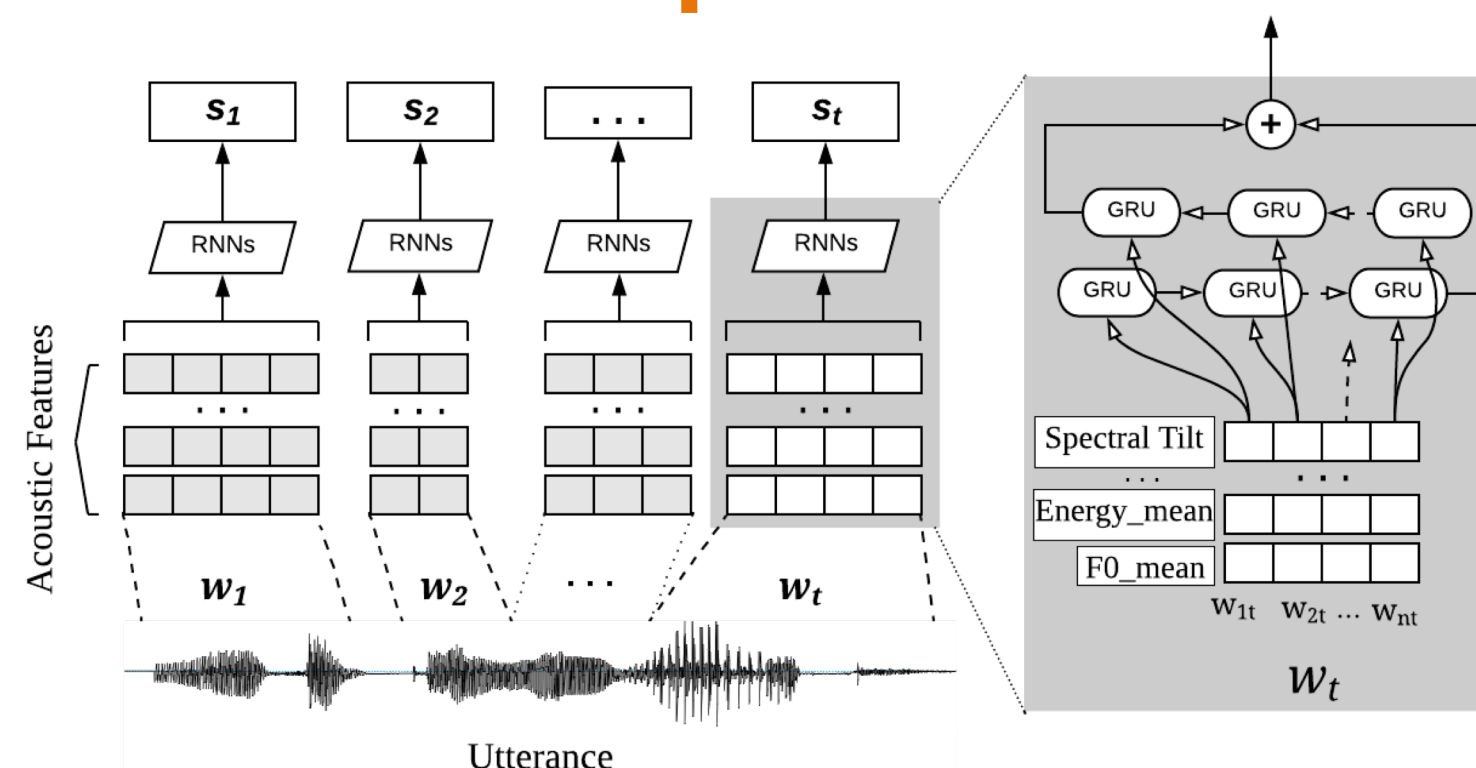 s1 s2 ... st
+
RNNs RNNs RNNs RNNs
GRU GRU GRU
GRU GRU GRU
Acoustic Features
... ... ... ...
Spectral Tilt
... ...
Energy_mean
F0_mean
w1 w2 ... wt
w1t w2t ... wnt
wt
Utterance